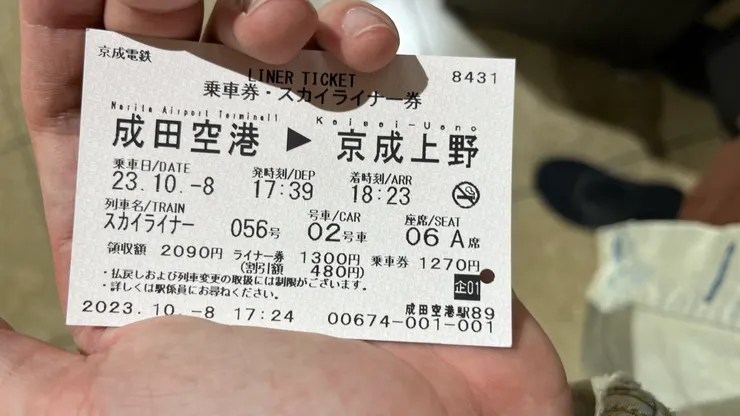 京成電鉄
LINER TICKET 8431
乗車券・スカイライナー券
Narita Airport Terminal1 Keisei-Ueno
成田空港 ▶ 京成上野
乗車日/DATE 発時刻/DEP 着時刻/ARR
23.10.-8 17:39 18:23
列車名/TRAIN 号車/CAR 座席/SEAT
スカイライナー 056号 02号車 06 A席
領収額 2090円 ライナー券 1300円 乗車券 1270円
(割引額 480円)
・払戻しおよび列車変更の取扱には制限がございます。
・詳しくは駅係員にお尋ねください。
企01
成田空港駅89
2023.10.-8 17:24 00674-001-001